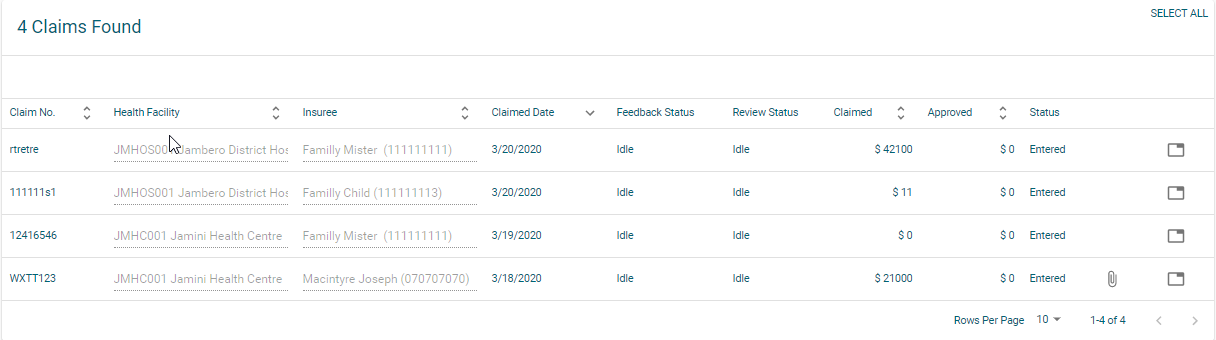 SELECT ALL
4 Claims Found
Claim No. Health Facility Insuree Claimed Date Feedback Status Review Status Claimed Approved Status
rtretre JMHOS001 Jambero District Hos Familly Mister (111111111) 3/20/2020 Idle Idle $ 42100 $ 0 Entered
111111s1 JMHOS001 Jambero District Hos Familly Child (111111113) 3/20/2020 Idle Idle $ 11 $ 0 Entered
12416546 JMHC001 Jamini Health Centre Familly Mister (111111111) 3/19/2020 Idle Idle $ 0 $ 0 Entered
WXTT123 JMHC001 Jamini Health Centre Macintyre Joseph (070707070) 3/18/2020 Idle Idle $ 21000 $ 0 Entered
Rows Per Page 10 1-4 of 4